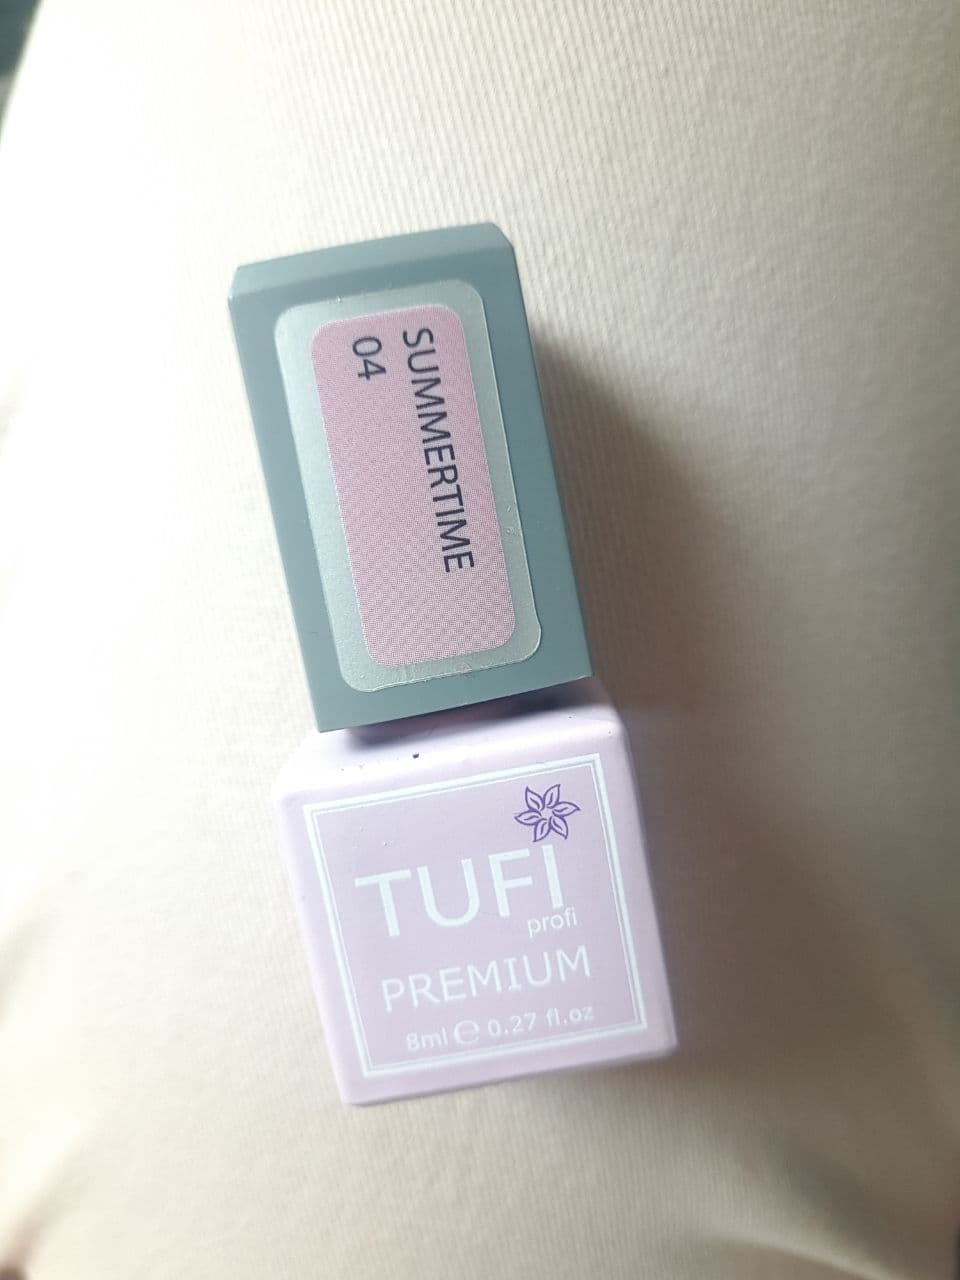 SUMMERTIME
04
TUFI
profi
PREMIUM
8ml ℮ 0.27 fl.oz